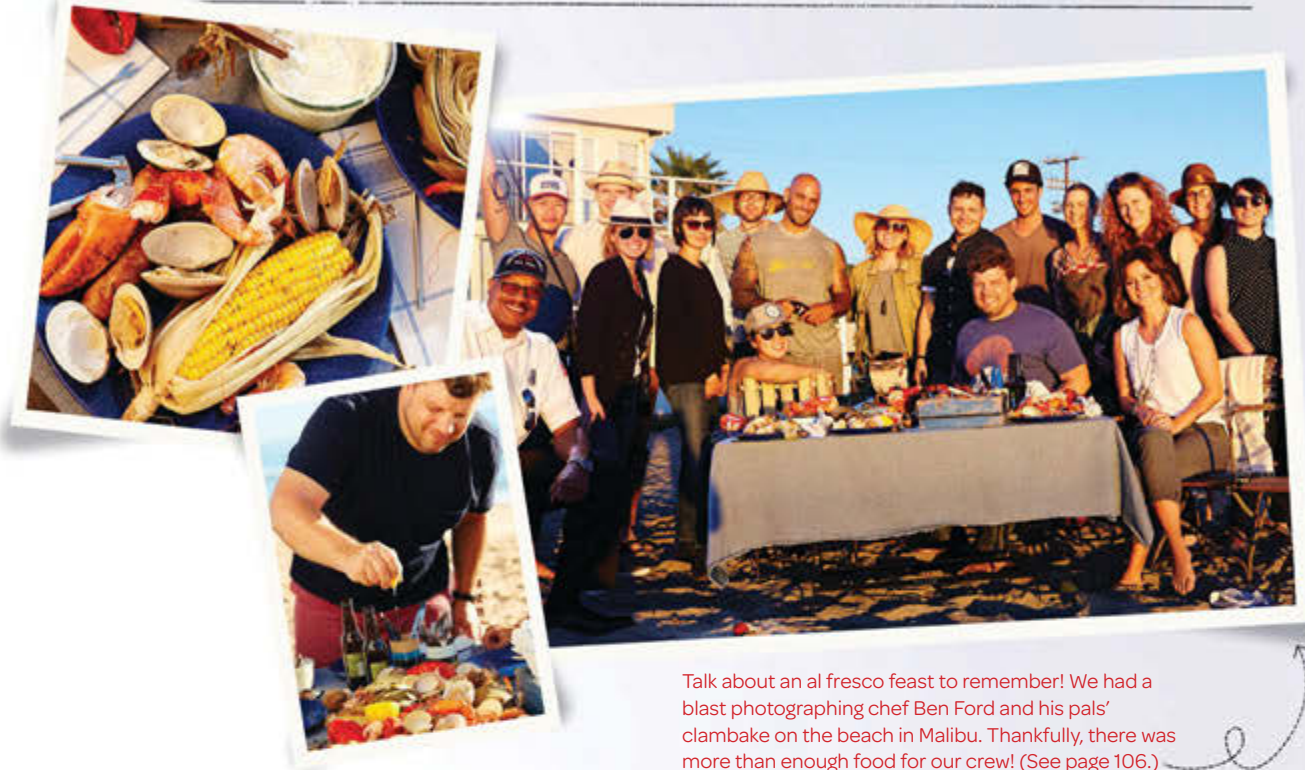 Talk about an al fresco feast to remember! We had a
blast photographing chef Ben Ford and his pals’
clambake on the beach in Malibu. Thankfully, there was
more than enough food for our crew! (See page 106.)